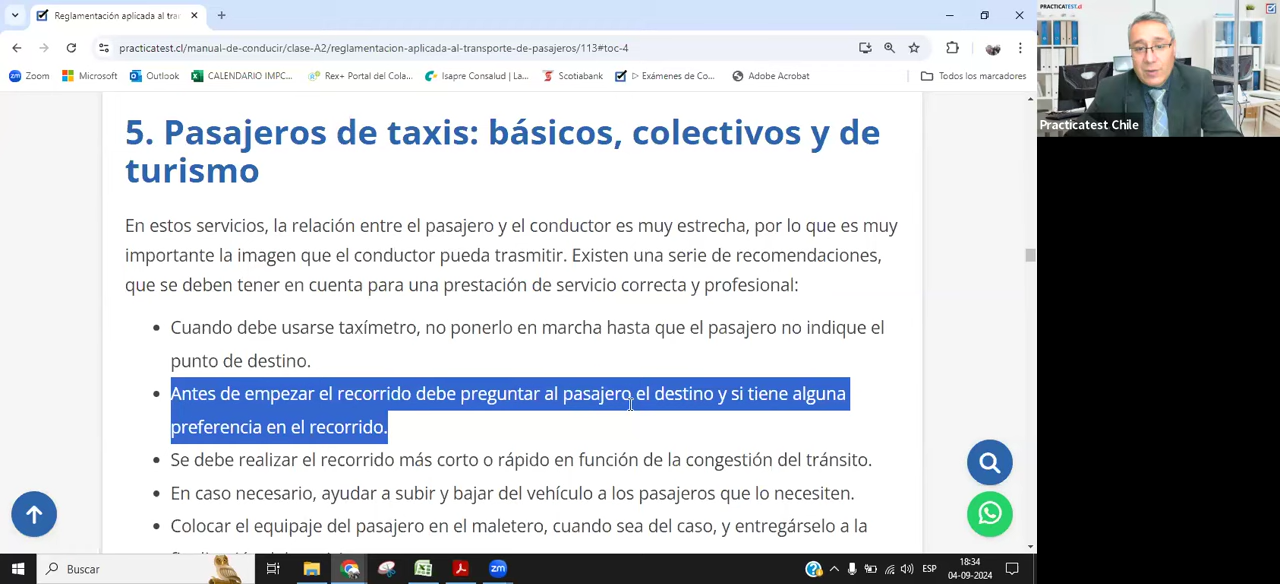 Reglamentación aplicada al tran
practicatest.cl/manual-de-conducir/clase-A2/reglamentacion-aplicada-al-transporte-de-pasajeros/113#toc-4
Zoom
Microsoft
Outlook
CALENDARIO IMPC...
Rex+ Portal del Cola...
Isapre Consalud | La...
Scotiabank
▷ Exámenes de Co...
Adobe Acrobat
Todos los marcadores
PRACTICATEST.cl
Practicatest Chile
5. Pasajeros de taxis: básicos, colectivos y de
turismo
En estos servicios, la relación entre el pasajero y el conductor es muy estrecha, por lo que es muy
importante la imagen que el conductor pueda trasmitir. Existen una serie de recomendaciones,
que se deben tener en cuenta para una prestación de servicio correcta y profesional:
• Cuando debe usarse taxímetro, no ponerlo en marcha hasta que el pasajero no indique el
punto de destino.
• Antes de empezar el recorrido debe preguntar al pasajero el destino y si tiene alguna
preferencia en el recorrido.
• Se debe realizar el recorrido más corto o rápido en función de la congestión del tránsito.
• En caso necesario, ayudar a subir y bajar del vehículo a los pasajeros que lo necesiten.
• Colocar el equipaje del pasajero en el maletero, cuando sea del caso, y entregárselo a la
Buscar
zm
ESP
18:34
04-09-2024